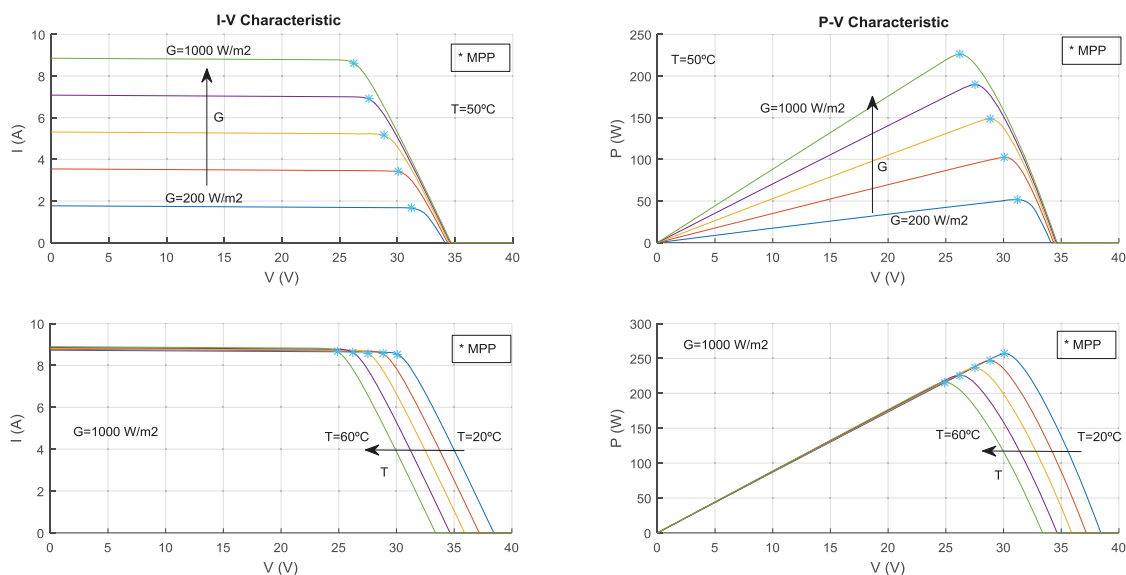 I-V Characteristic
10
8
6
4
2
0
I (A)
G=1000 W/m2
G
G=200 W/m2
* MPP
T=50ºC
0 5 10 15 20 25 30 35 40
V (V)
P-V Characteristic
250
200
150
100
50
0
P (W)
T=50ºC
* MPP
G=1000 W/m2
G
G=200 W/m2
0 5 10 15 20 25 30 35 40
V (V)
10
8
6
4
2
0
I (A)
* MPP
G=1000 W/m2
T=60ºC
T=20ºC
T
0 5 10 15 20 25 30 35 40
V (V)
300
250
200
150
100
50
0
P (W)
G=1000 W/m2
* MPP
T=60ºC
T=20ºC
T
0 5 10 15 20 25 30 35 40
V (V)